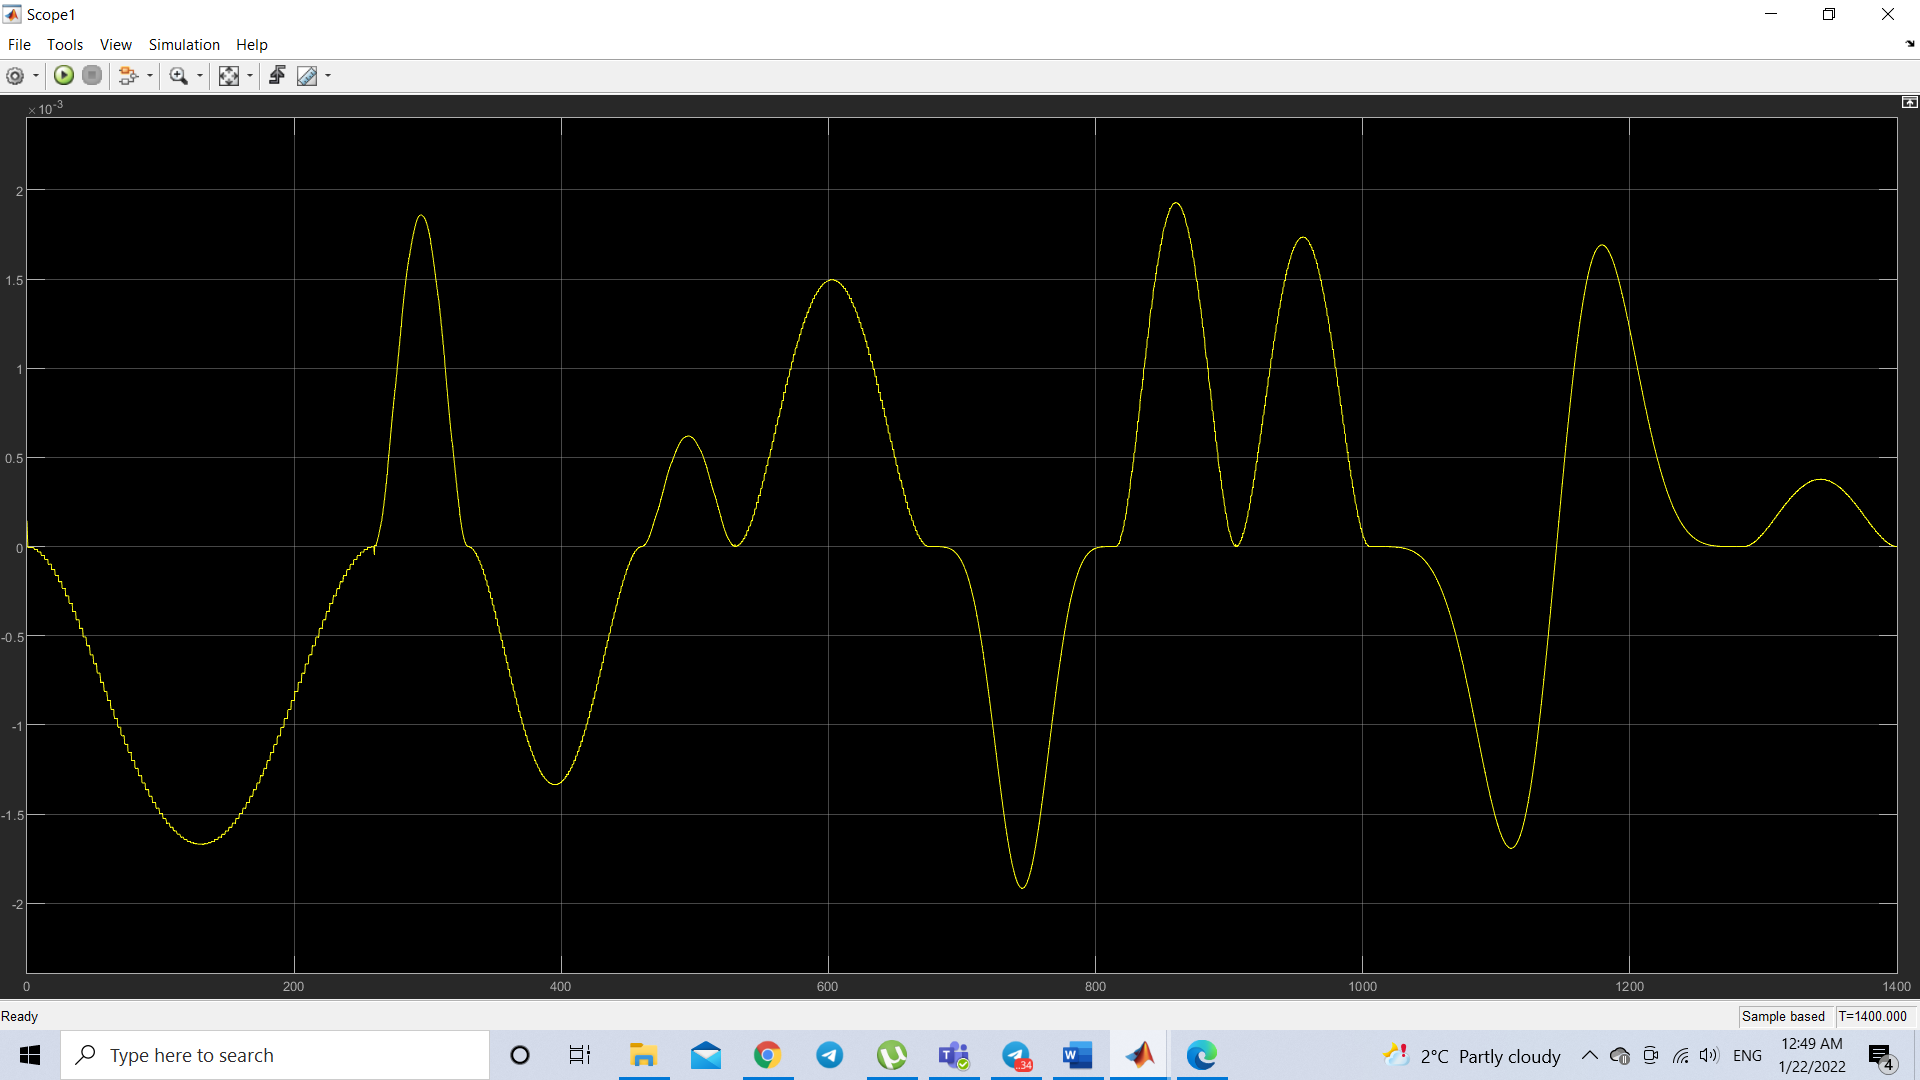 Scope1
File Tools View Simulation Help
×10-3
2
1.5
1
0.5
0
-0.5
-1
-1.5
-2
0 200 400 600 800 1000 1200 1400
Ready Sample based T=1400.000
Type here to search
T
.34
W
2°C Partly cloudy
ENG
12:49 AM
1/22/2022
4